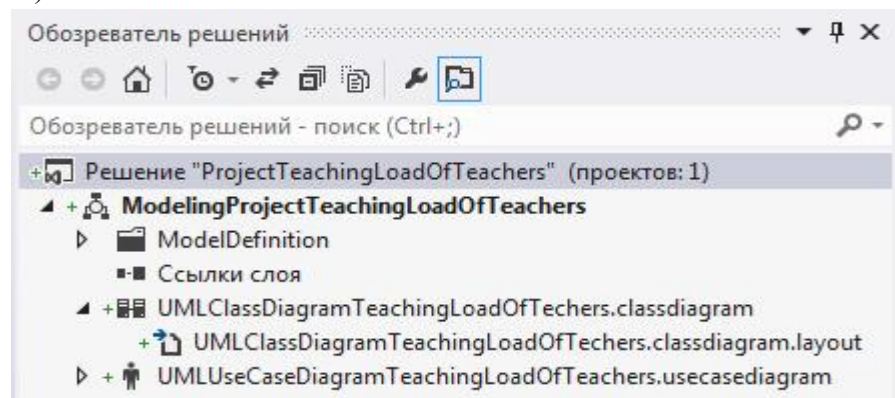 Обозреватель решений
Обозреватель решений - поиск (Ctrl+;)
Решение "ProjectTeachingLoadOfTeachers" (проектов: 1)
ModelingProjectTeachingLoadOfTeachers
ModelDefinition
Ссылки слоя
UMLClassDiagramTeachingLoadOfTechers.classdiagram
UMLClassDiagramTeachingLoadOfTechers.classdiagram.layout
UMLUseCaseDiagramTeachingLoadOfTeachers.usecasediagram